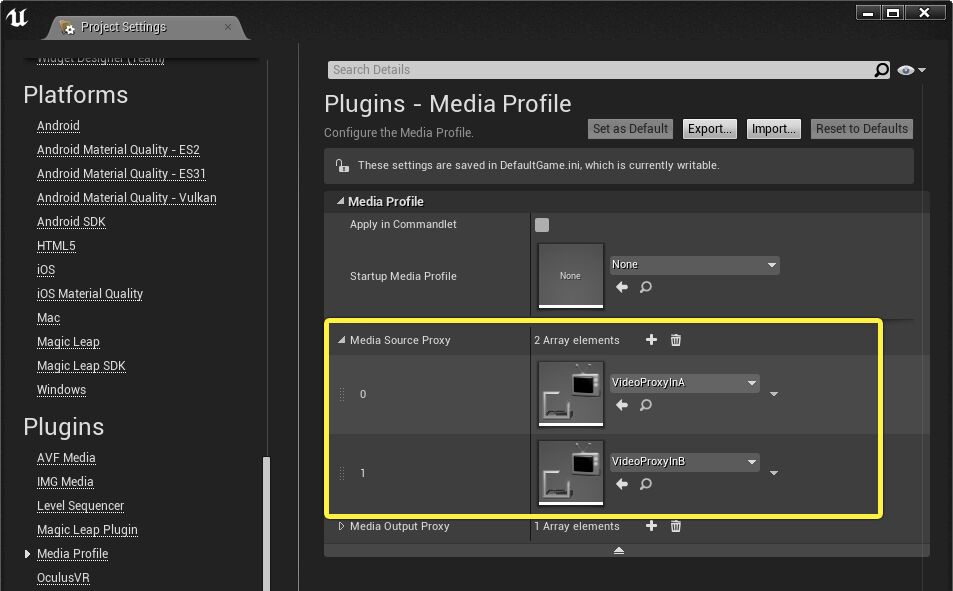 Project Settings
Widget Designer (Team)
Platforms
Android
Android Material Quality - ES2
Android Material Quality - ES31
Android Material Quality - Vulkan
Android SDK
HTML5
iOS
iOS Material Quality
Mac
Magic Leap
Magic Leap SDK
Windows
Plugins
AVF Media
IMG Media
Level Sequencer
Magic Leap Plugin
Media Profile
OculusVR
Search Details
Plugins - Media Profile
Configure the Media Profile.
Set as Default
Export...
Import...
Reset to Defaults
These settings are saved in DefaultGame.ini, which is currently writable.
Media Profile
Apply in Commandlet
Startup Media Profile
None
None
Media Source Proxy
2 Array elements
0
VideoProxyInA
1
VideoProxyInB
Media Output Proxy
1 Array elements